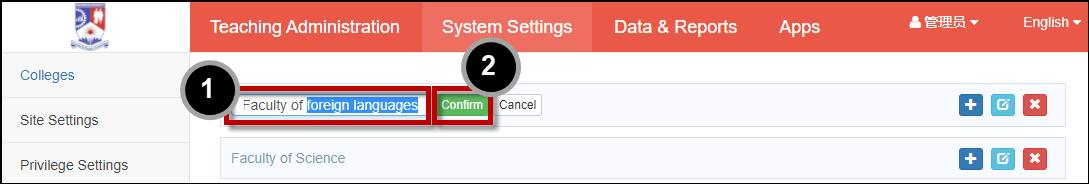 Teaching Administration System Settings Data & Reports Apps 管理员 English
Colleges
Site Settings
Privilege Settings
1
2
Faculty of foreign languages Confirm Cancel
Faculty of Science